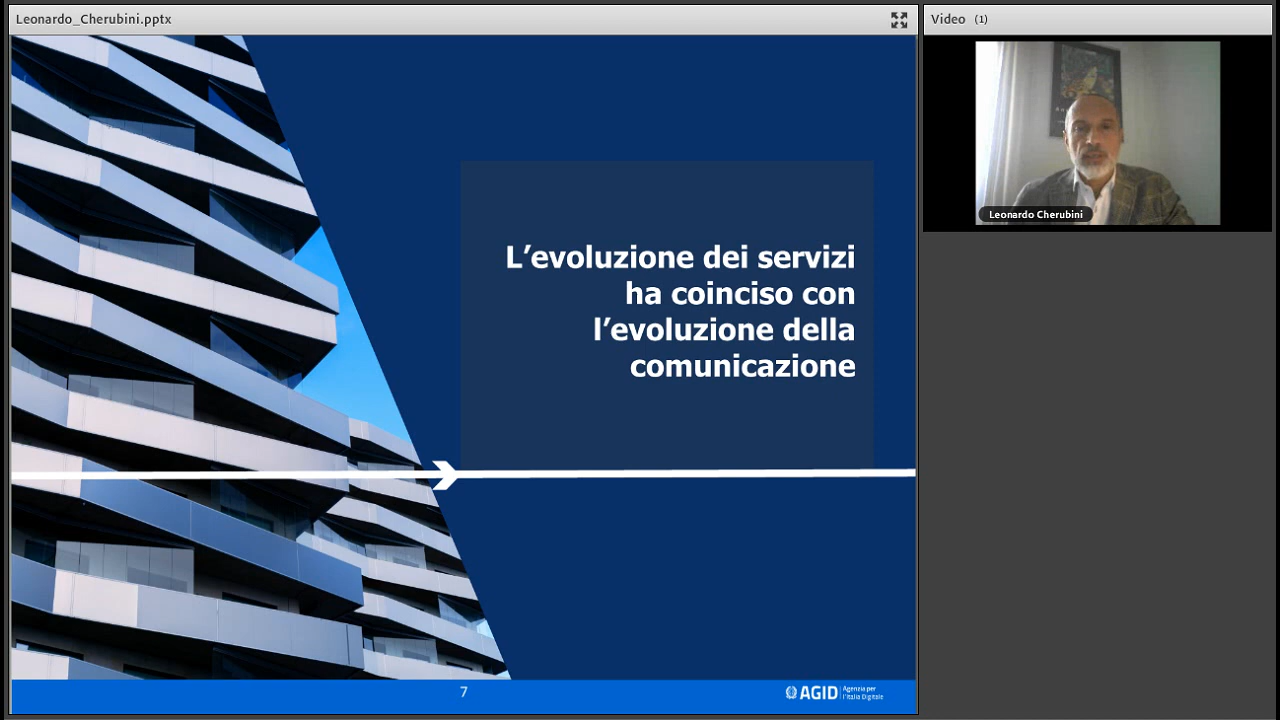 Leonardo_Cherubini.pptx
Video (1)
Leonardo Cherubini
L'evoluzione dei servizi
ha coinciso con
l'evoluzione della
comunicazione
7
AGID
Agenzia per
l'Italia Digitale